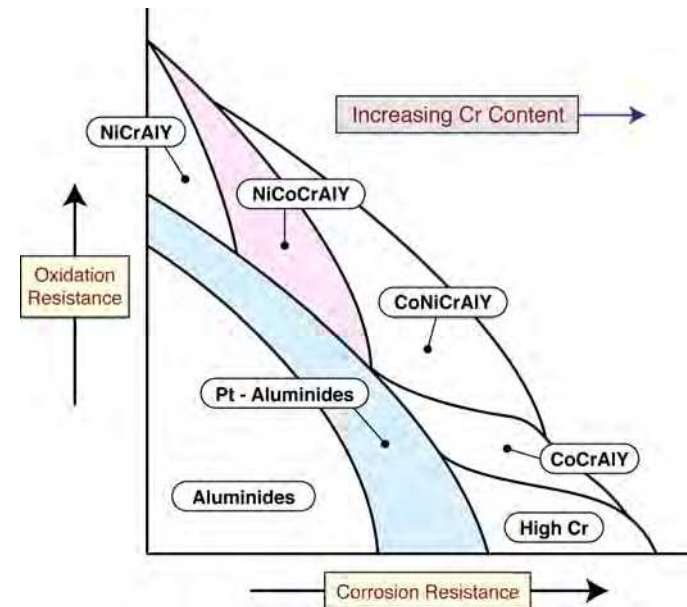 Increasing Cr Content
NiCrAlY
NiCoCrAlY
Oxidation
Resistance
CoNiCrAlY
Pt - Aluminides
CoCrAlY
Aluminides
High Cr
Corrosion Resistance